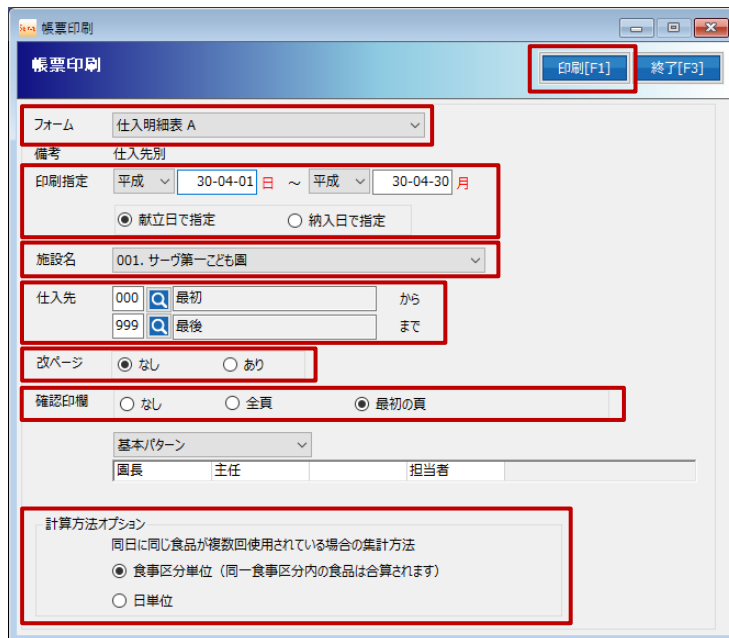 帳票印刷
帳票印刷
印刷[F1] 終了[F3]
フォーム 仕入明細表 A
備考 仕入先別
印刷指定 平成 30-04-01 日 ～ 平成 30-04-30 月
献立日で指定 納入日で指定
施設名 001. サーヴ第一こども園
仕入先 000 最初 から
999 最後 まで
改ページ なし あり
確認印欄 なし 全頁 最初の頁
基本パターン
園長 主任 担当者
計算方法オプション
同日に同じ食品が複数回使用されている場合の集計方法
食事区分単位（同一食事区分内の食品は合算されます）
日単位